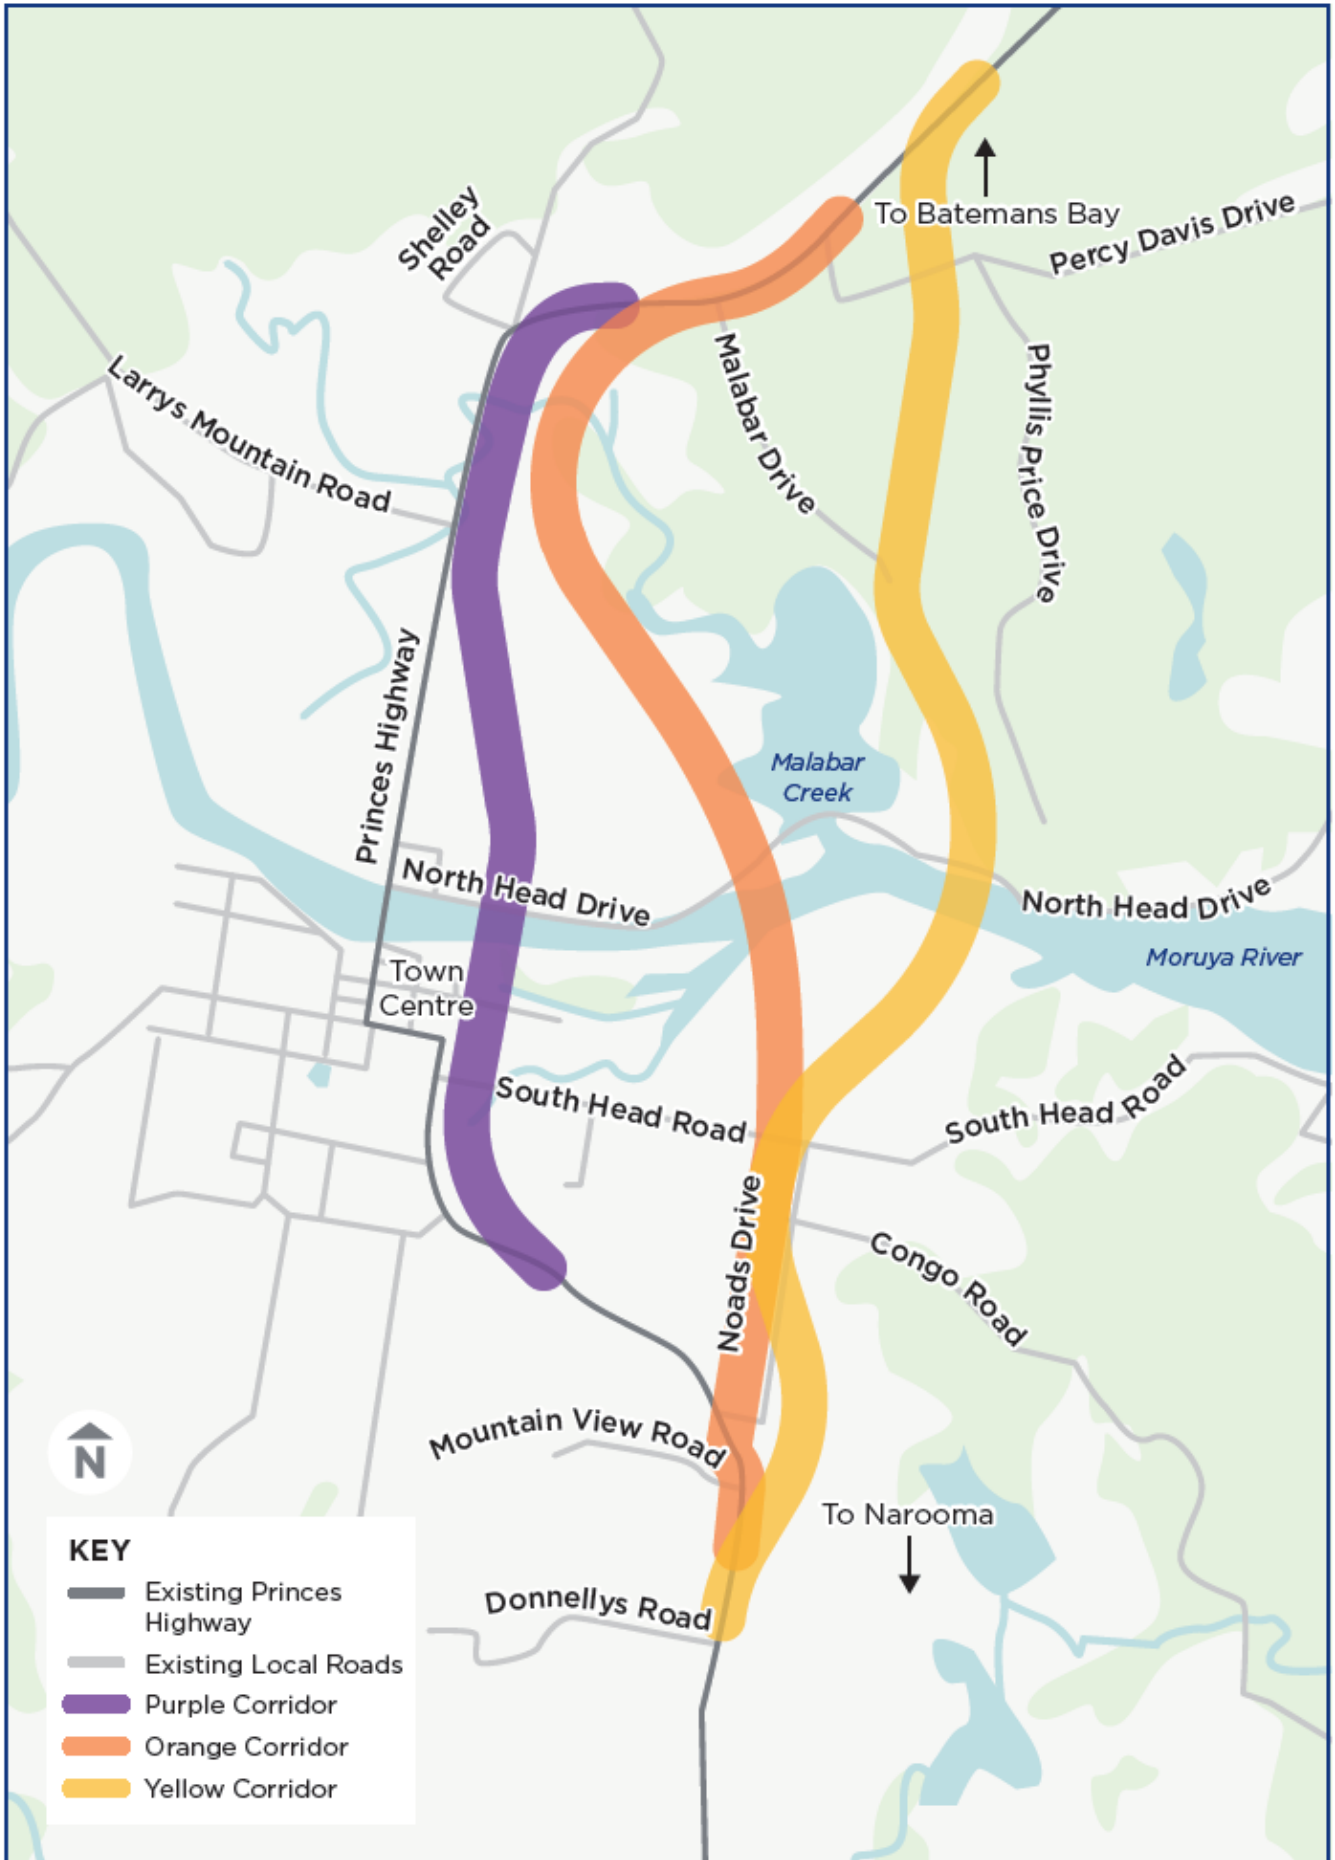 To Batemans Bay
Percy Davis Drive
Shelley
Road
Malabar Drive
Phyllis Price Drive
Larrys Mountain Road
Princes Highway
Malabar
Creek
North Head Drive
North Head Drive
Moruya River
Town
Centre
South Head Road
South Head Road
Noads Drive
Congo Road
Mountain View Road
To Narooma
Donnellys Road
N
KEY
Existing Princes
Highway
Existing Local Roads
Purple Corridor
Orange Corridor
Yellow Corridor